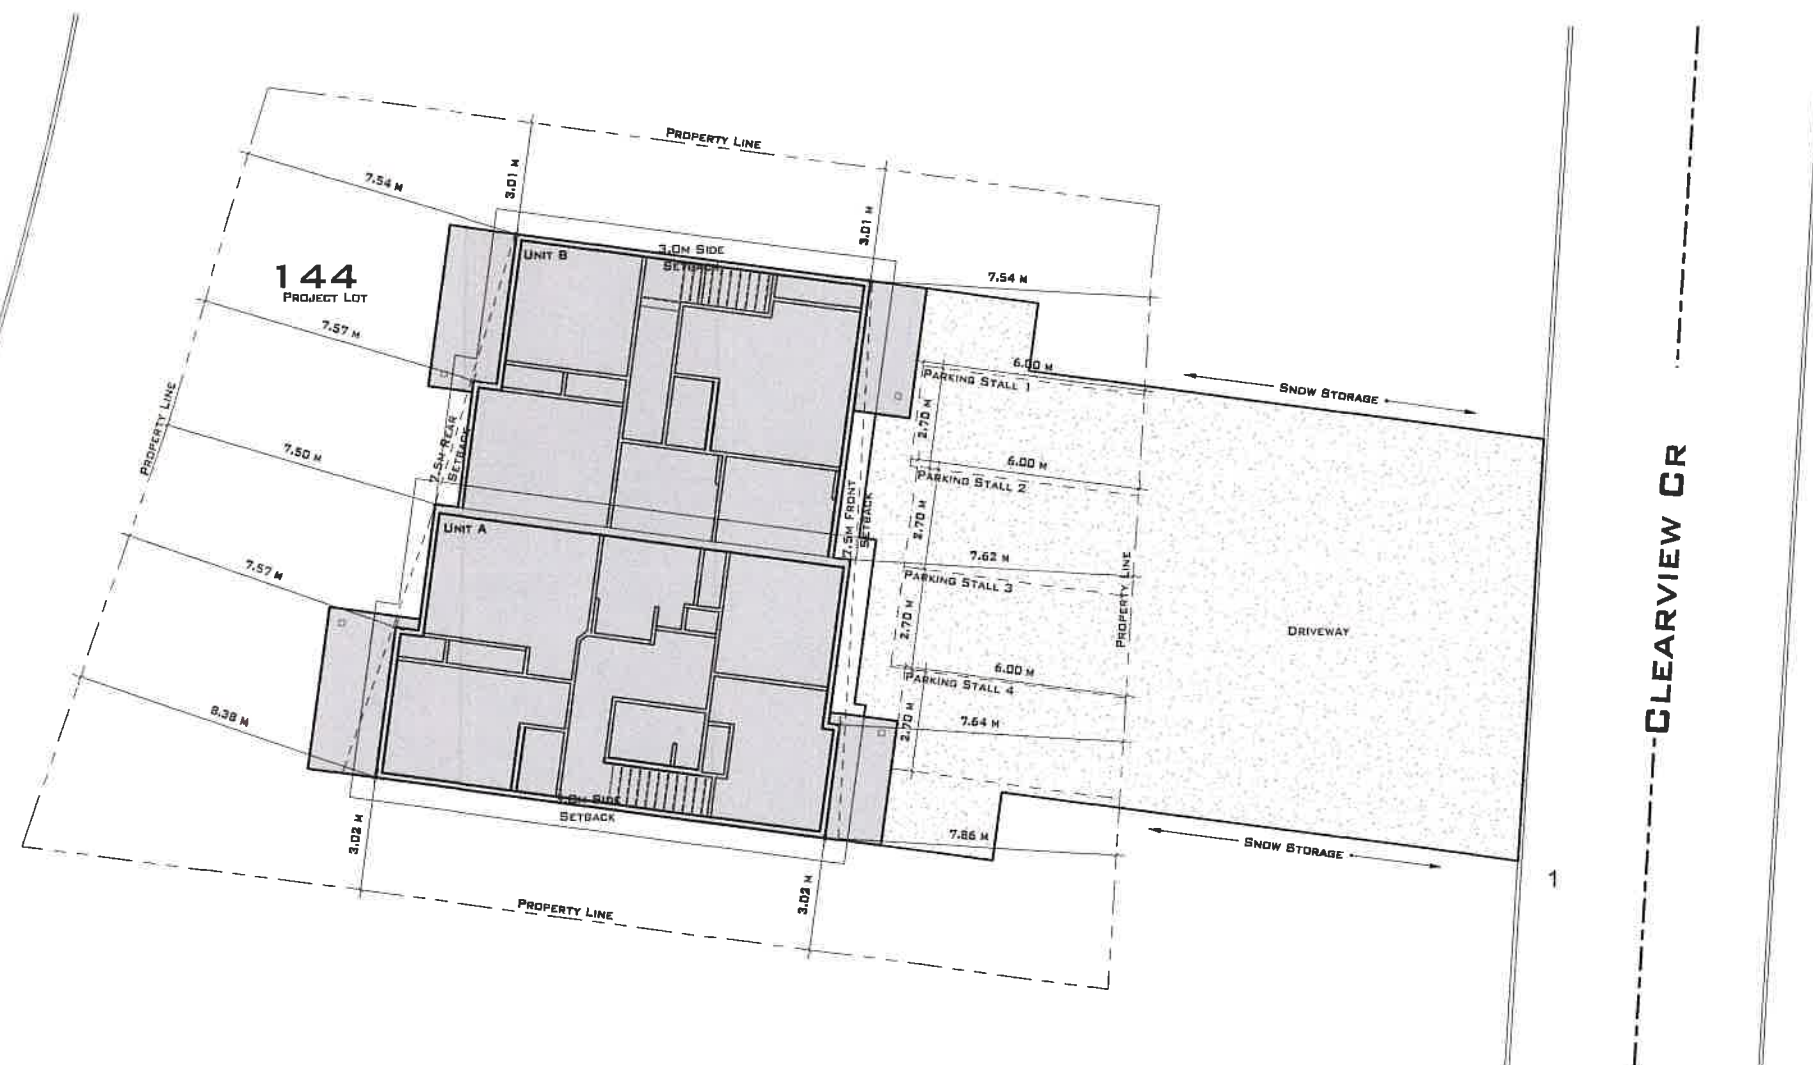 PROPERTY LINE
7.54 M
3.01 M
3.01 M
144
PROJECT LOT
UNIT B
3.0M SIDE
SETBACK
7.54 M
7.57 M
6.00 M
PARKING STALL 1
SNOW STORAGE
2.70 M
PROPERTY LINE
7.50 M
7.5M REAR
SETBACK
6.00 M
PARKING STALL 2
7.5M FRONT
SETBACK
2.70 M
CLEARVIEW CR
UNIT A
7.62 M
PARKING STALL 3
7.57 M
PROPERTY LINE
2.70 M
DRIVEWAY
6.00 M
PARKING STALL 4
8.38 M
7.64 M
2.70 M
SIDE
SETBACK
7.86 M
SNOW STORAGE
3.02 M
3.02 M
1
PROPERTY LINE